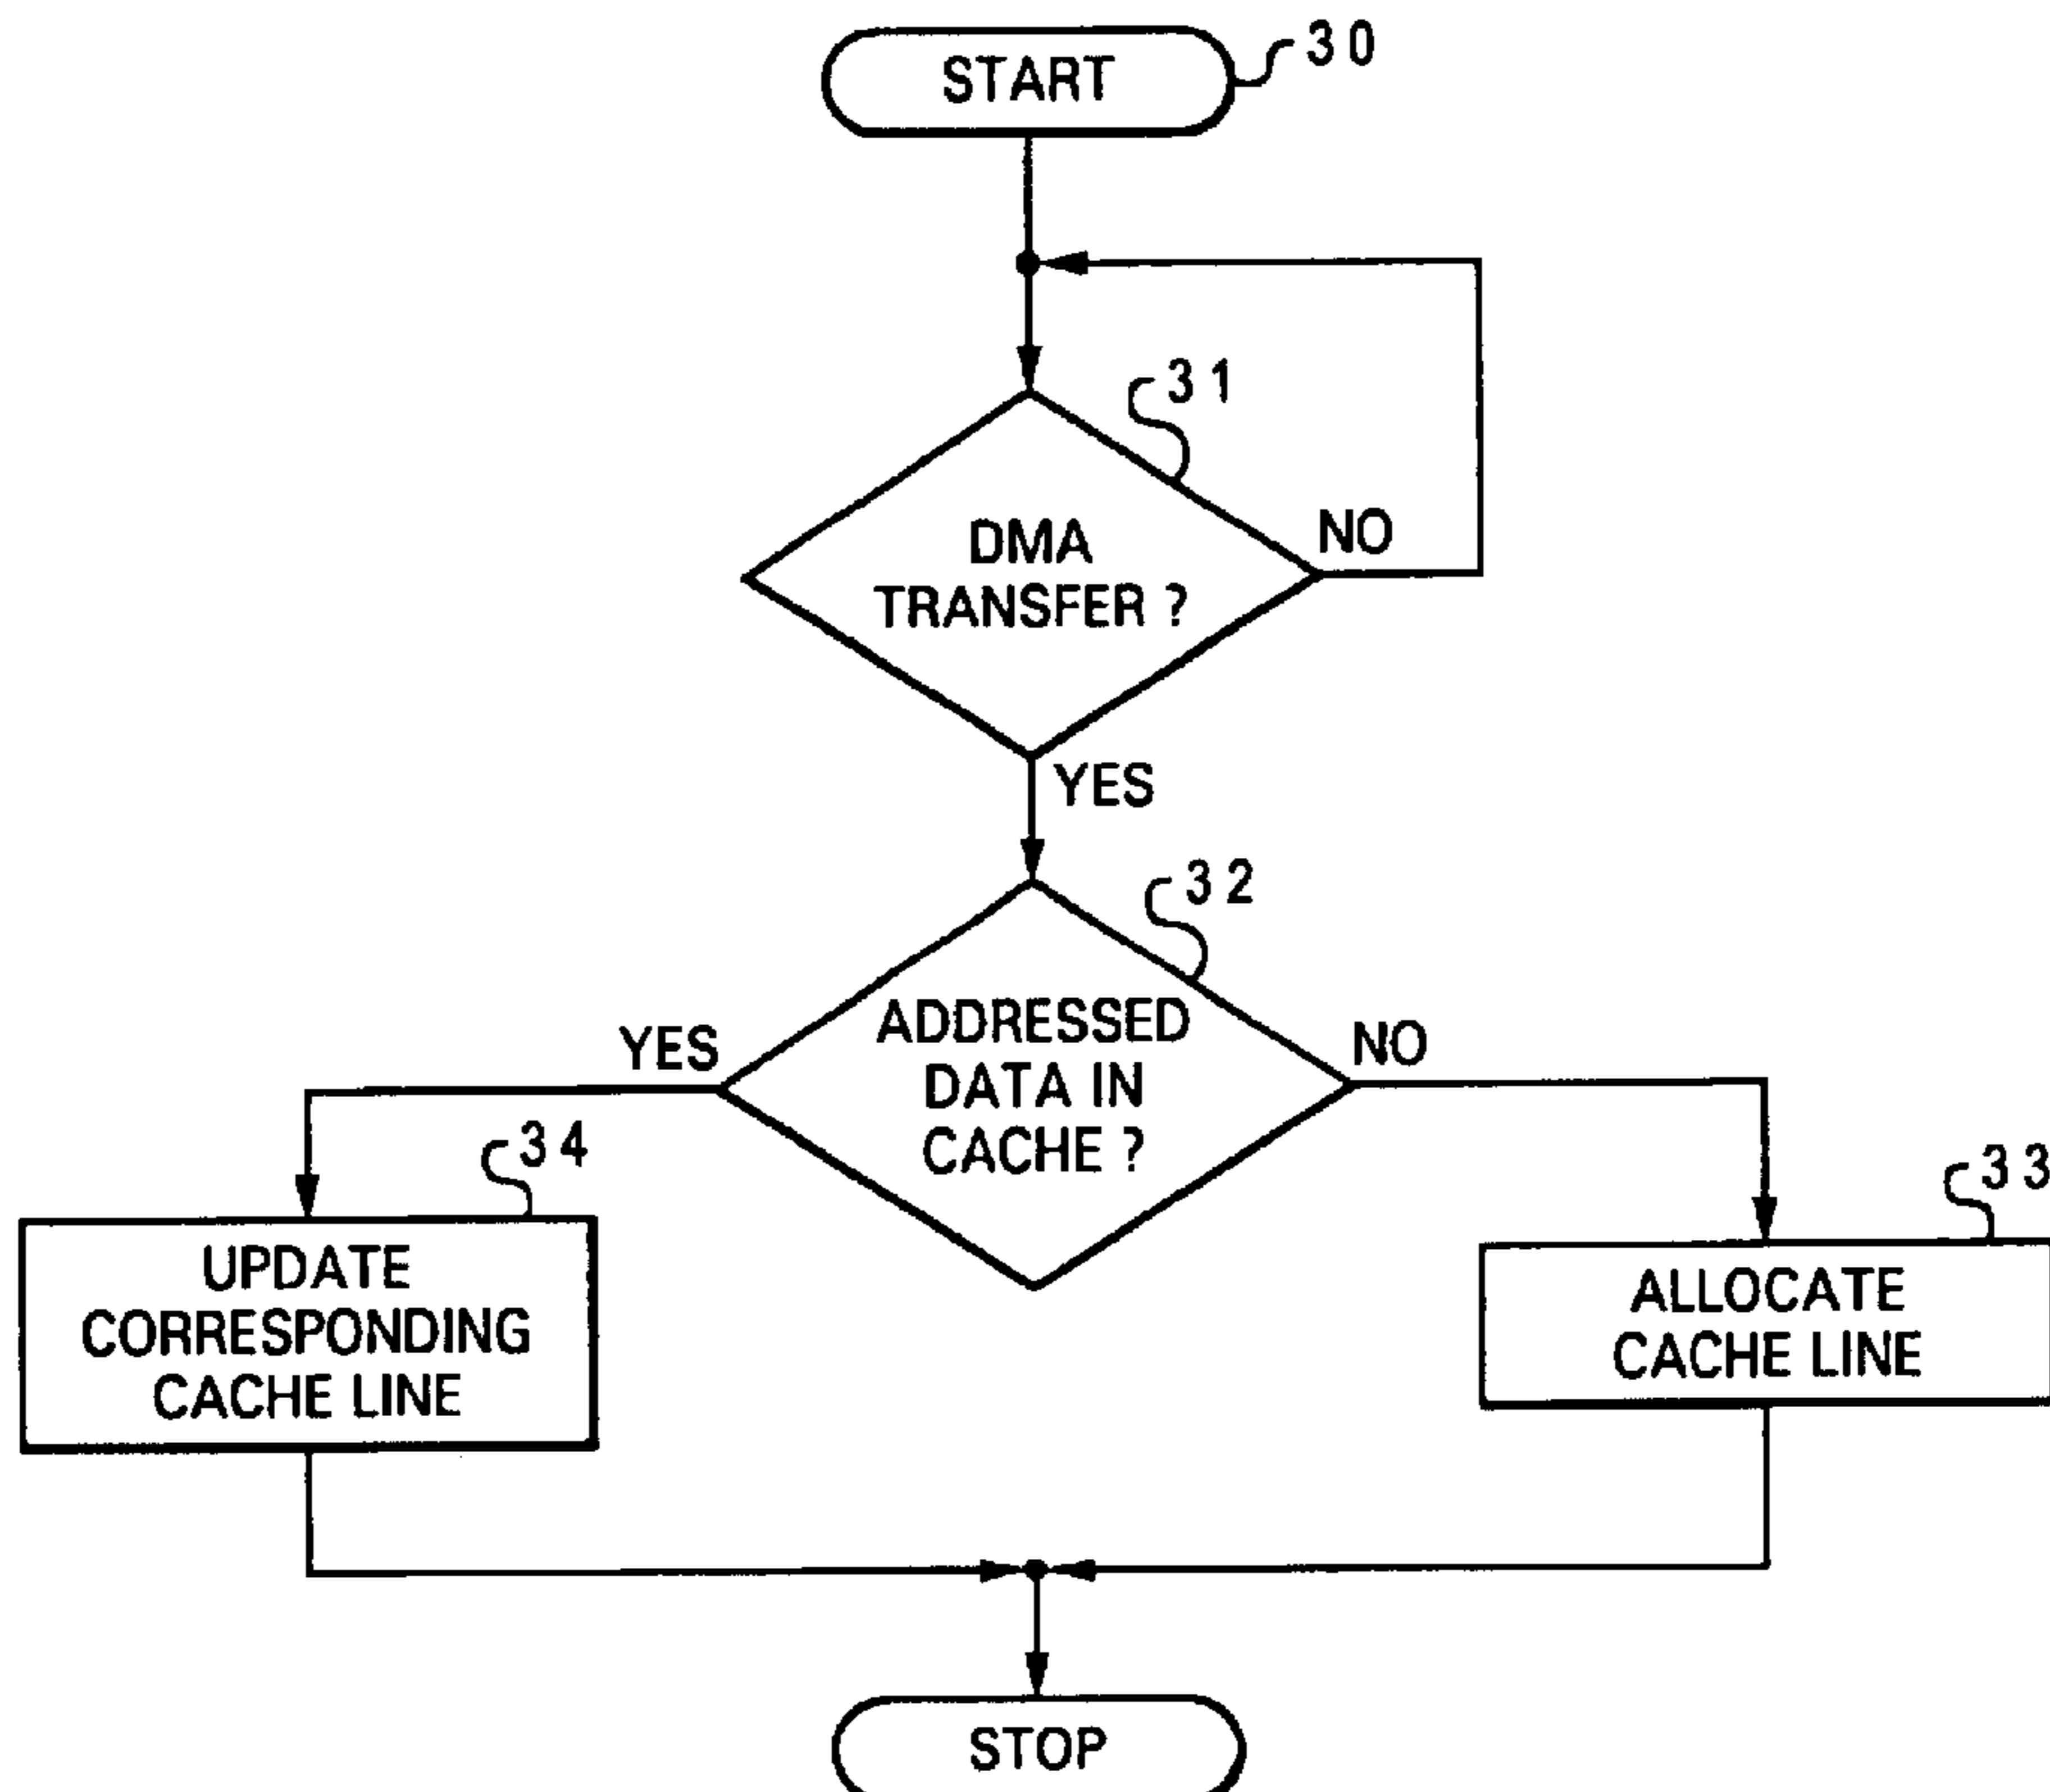 START
30
31
DMA
TRANSFER ?
NO
YES
32
ADDRESSED
DATA IN
CACHE ?
YES
NO
34
33
UPDATE
CORRESPONDING
CACHE LINE
ALLOCATE
CACHE LINE
STOP